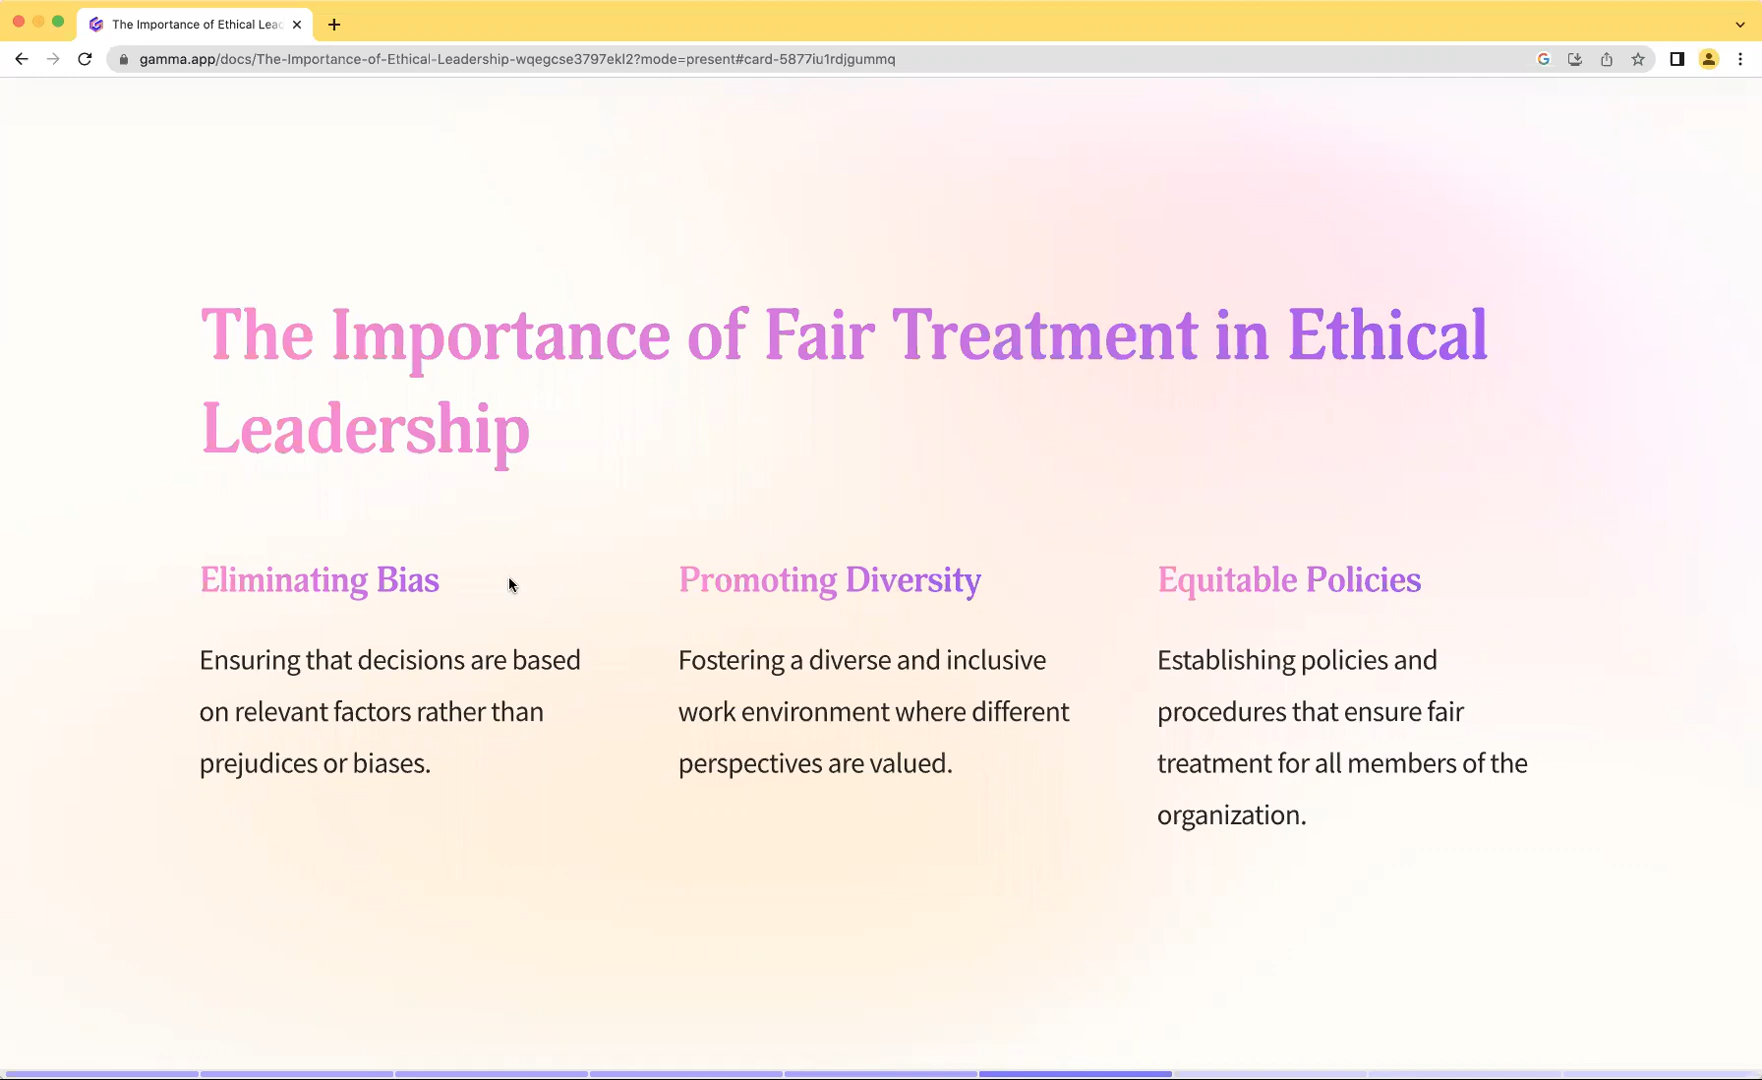 The Importance of Ethical Lea
gamma.app/docs/The-Importance-of-Ethical-Leadership-wqegcse3797ekl2?mode=present#card-5877iu1rdjgummq
The Importance of Fair Treatment in Ethical
Leadership
Eliminating Bias
Ensuring that decisions are based
on relevant factors rather than
prejudices or biases.
Promoting Diversity
Fostering a diverse and inclusive
work environment where different
perspectives are valued.
Equitable Policies
Establishing policies and
procedures that ensure fair
treatment for all members of the
organization.